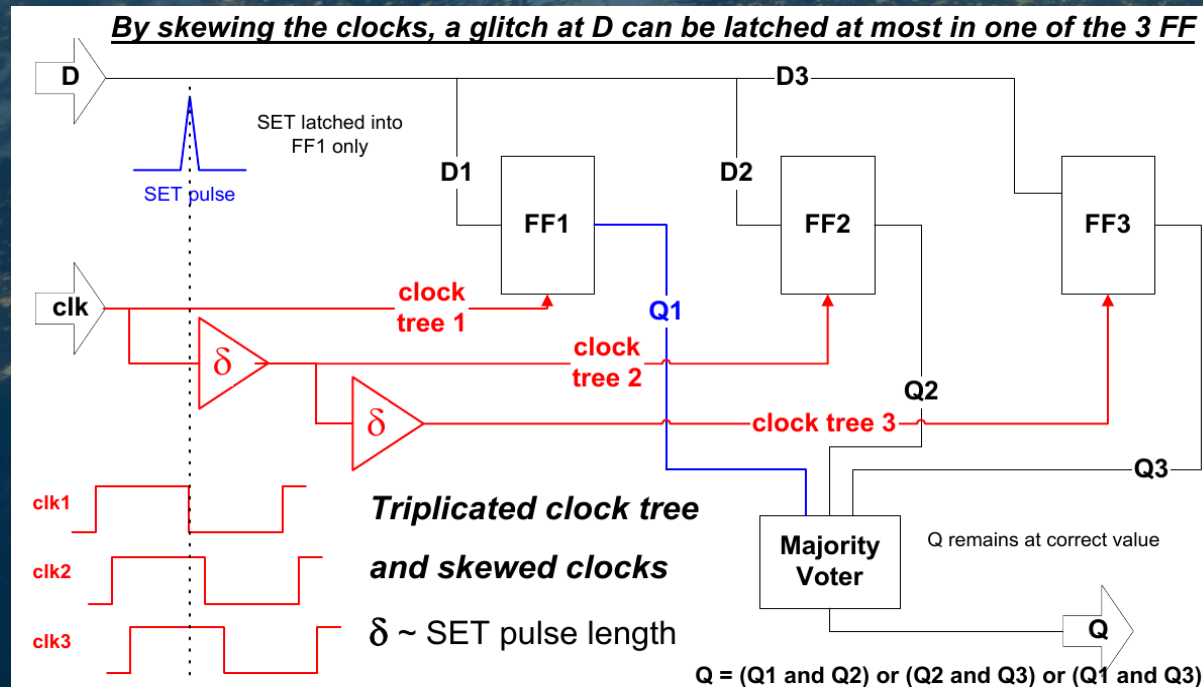 By skewing the clocks, a glitch at D can be latched at most in one of the 3 FF
D
D3
SET latched into
FF1 only
SET pulse
D1
D2
FF1
FF2
FF3
clk
clock
tree 1
Q1
δ
clock
tree 2
Q2
δ
clock tree 3
Q3
clk1
Triplicated clock tree
and skewed clocks
clk2
δ ~ SET pulse length
clk3
Majority
Voter
Q remains at correct value
Q
Q = (Q1 and Q2) or (Q2 and Q3) or (Q1 and Q3)